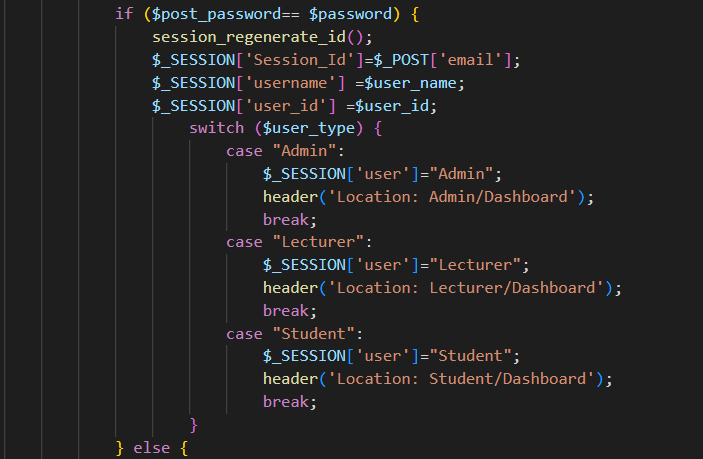 if ($post_password== $password) {
session_regenerate_id();
$_SESSION['Session_Id']=$_POST['email'];
$_SESSION['username'] =$user_name;
$_SESSION['user_id'] =$user_id;
switch ($user_type) {
case "Admin":
$_SESSION['user']="Admin";
header('Location: Admin/Dashboard');
break;
case "Lecturer":
$_SESSION['user']="Lecturer";
header('Location: Lecturer/Dashboard');
break;
case "Student":
$_SESSION['user']="Student";
header('Location: Student/Dashboard');
break;
}
} else {